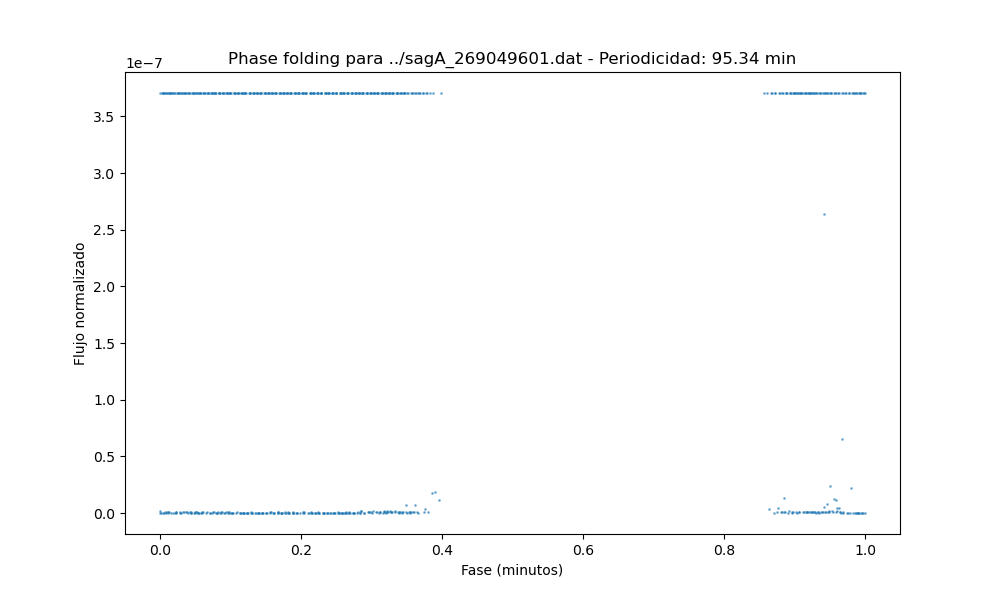 Phase folding para ../sagA_269049601.dat - Periodicidad: 95.34 min
1e−7
3.5
3.0
2.5
2.0
1.5
1.0
0.5
0.0
Flujo normalizado
0.0 0.2 0.4 0.6 0.8 1.0
Fase (minutos)